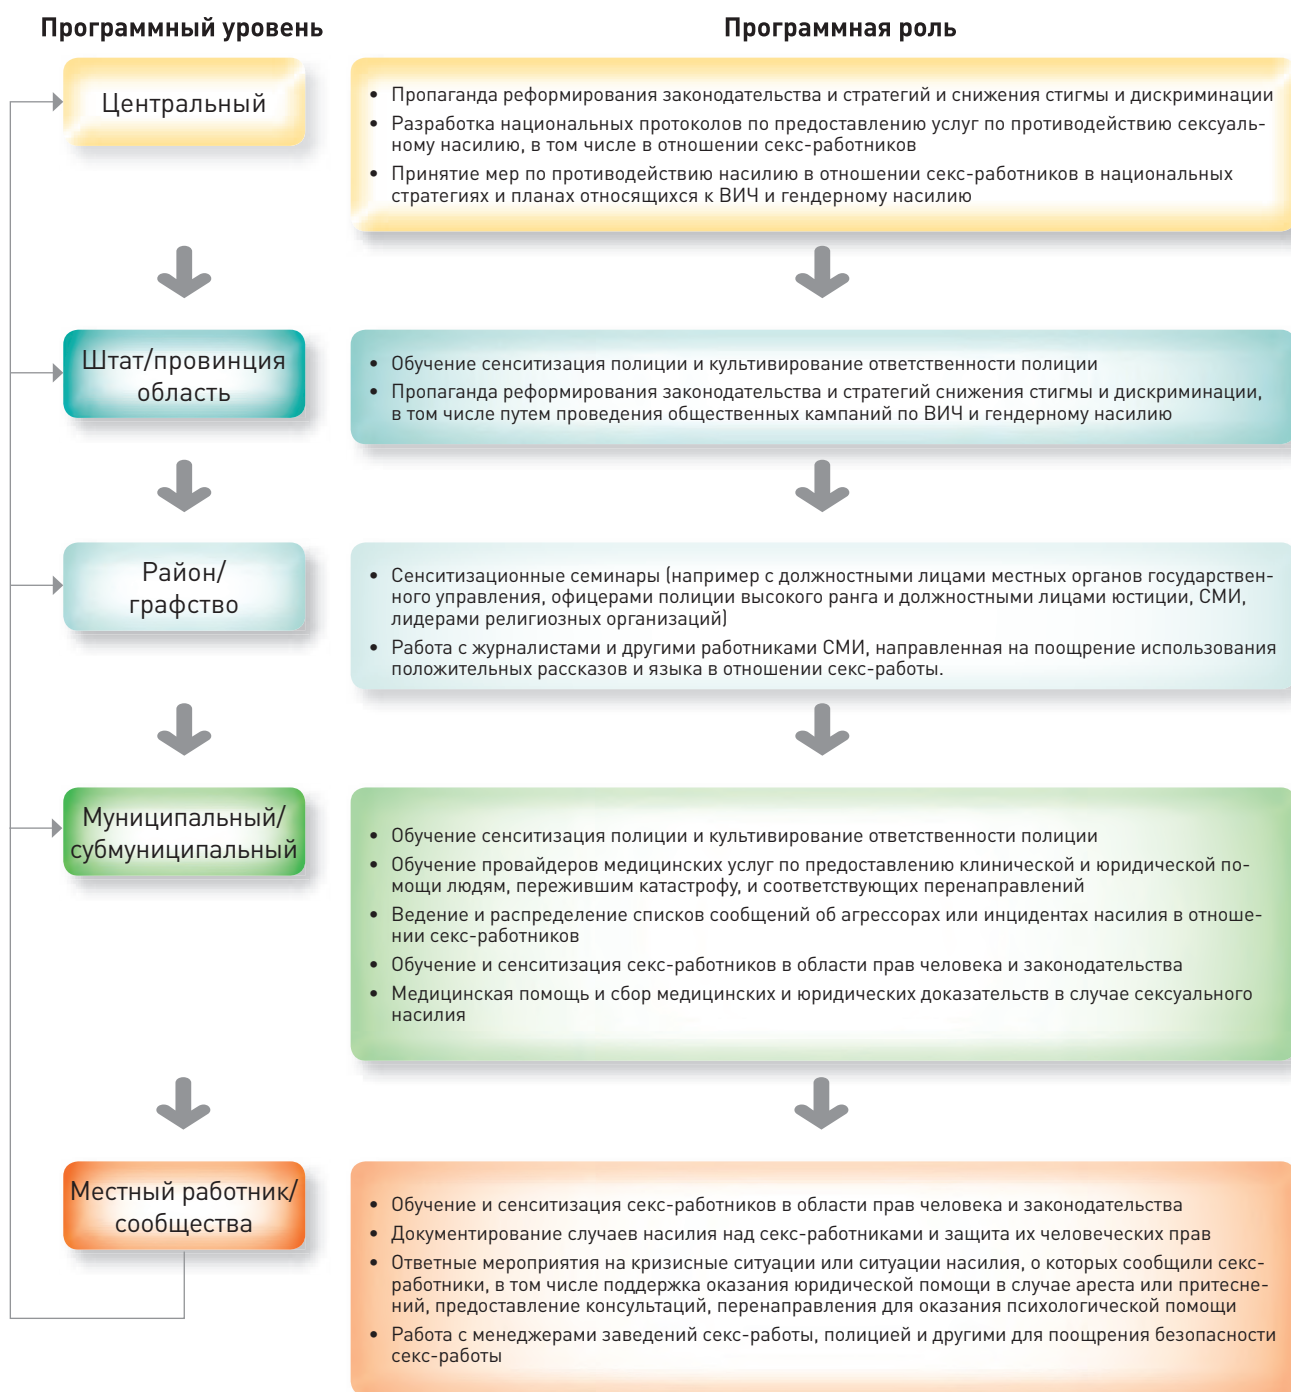 Программный уровень
Программная роль
Центральный
• Пропаганда реформирования законодательства и стратегий и снижения стигмы и дискриминации
• Разработка национальных протоколов по предоставлению услуг по противодействию сексуаль-
ному насилию, в том числе в отношении секс-работников
• Принятие мер по противодействию насилию в отношении секс-работников в национальных
стратегиях и планах относящихся к ВИЧ и гендерному насилию
Штат/провинция
область
• Обучение сенситизация полиции и культивирование ответственности полиции
• Пропаганда реформирования законодательства и стратегий снижения стигмы и дискриминации,
в том числе путем проведения общественных кампаний по ВИЧ и гендерному насилию
Район/
графство
• Сенситизационные семинары (например с должностными лицами местных органов государствен-
ного управления, офицерами полиции высокого ранга и должностными лицами юстиции, СМИ,
лидерами религиозных организаций)
• Работа с журналистами и другими работниками СМИ, направленная на поощрение использования
положительных рассказов и языка в отношении секс-работы.
Муниципальный/
субмуниципальный
• Обучение сенситизация полиции и культивирование ответственности полиции
• Обучение провайдеров медицинских услуг по предоставлению клинической и юридической по-
мощи людям, пережившим катастрофу, и соответствующих перенаправлений
• Ведение и распределение списков сообщений об агрессорах или инцидентах насилия в отноше-
нии секс-работников
• Обучение и сенситизация секс-работников в области прав человека и законодательства
• Медицинская помощь и сбор медицинских и юридических доказательств в случае сексуального
насилия
Местный работник/
сообщества
• Обучение и сенситизация секс-работников в области прав человека и законодательства
• Документирование случаев насилия над секс-работниками и защита их человеческих прав
• Ответные мероприятия на кризисные ситуации или ситуации насилия, о которых сообщили секс-
работники, в том числе поддержка оказания юридической помощи в случае ареста или притесне-
ний, предоставление консультаций, перенаправления для оказания психологической помощи
• Работа с менеджерами заведений секс-работы, полицией и другими для поощрения безопасности
секс-работы